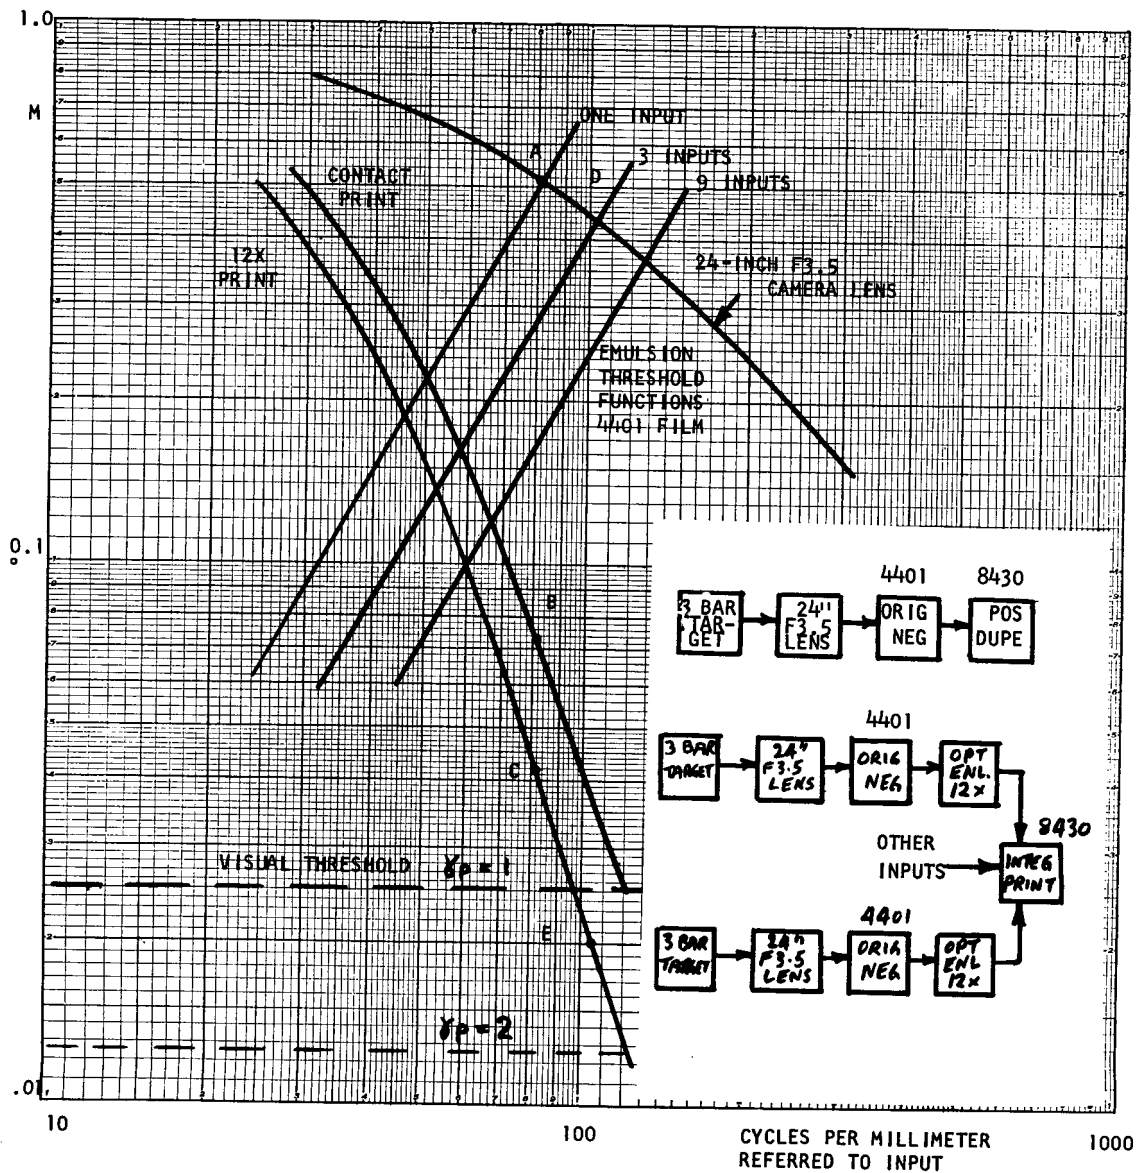 1.0
M
ONE INPUT
A
3 INPUTS
D
9 INPUTS
CONTACT
PRINT
12X
PRINT
24-INCH F3.5
CAMERA LENS
EMULSION
THRESHOLD
FUNCTIONS
4401 FILM
0.1
B
C
VISUAL THRESHOLD γp = 1
E
γp = 2
.01
10
100
1000
CYCLES PER MILLIMETER
REFERRED TO INPUT
4401
8430
3 BAR
TAR-
GET
24"
F3.5
LENS
ORIG
NEG
POS
DUPE
4401
3 BAR
TARGET
24"
F3.5
LENS
ORIG
NEG
OPT
ENL.
12X
8430
OTHER
INPUTS
INTEG
PRINT
4401
3 BAR
TARGET
24"
F3.5
LENS
ORIG
NEG
OPT
ENL
12X